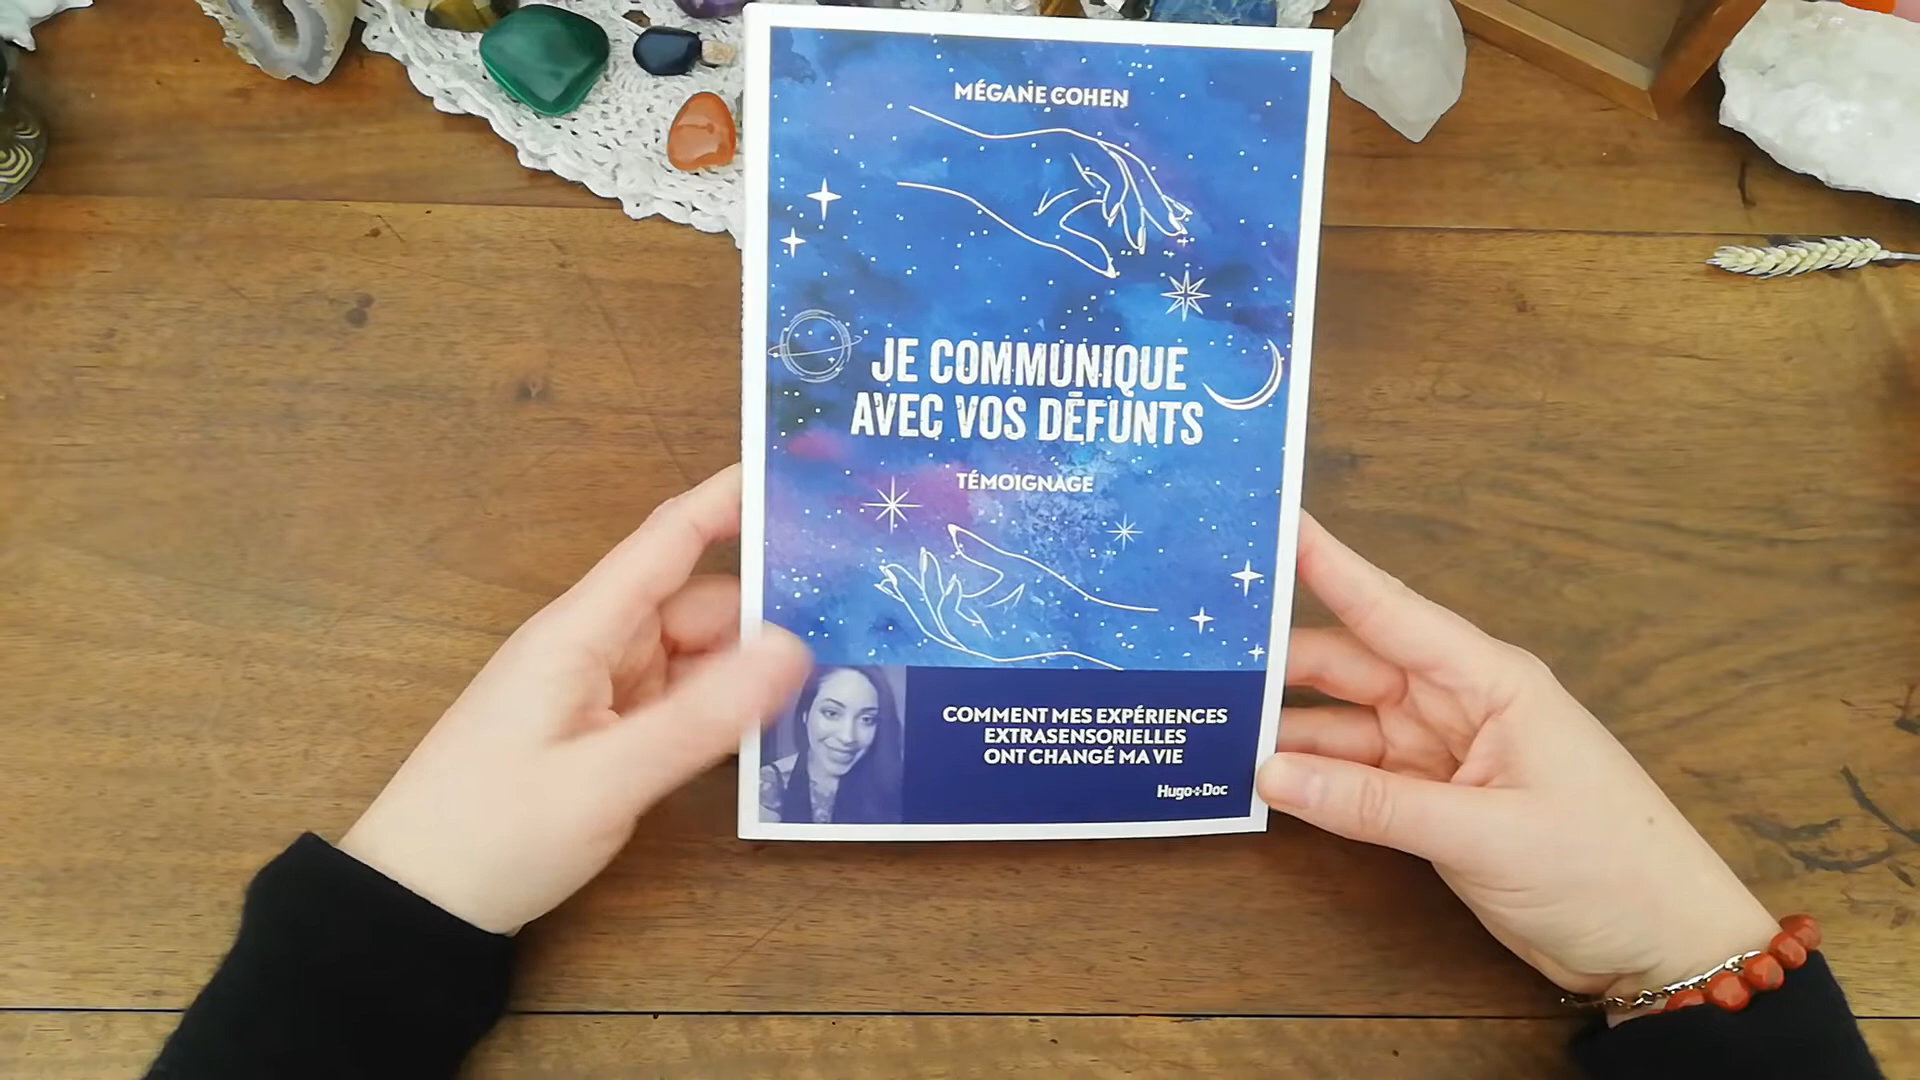 MÉGANE COHEN
JE COMMUNIQUE
AVEC VOS DÉFUNTS
TÉMOIGNAGE
COMMENT MES EXPÉRIENCES
EXTRASENSORIELLES
ONT CHANGÉ MA VIE
Hugo+Doc